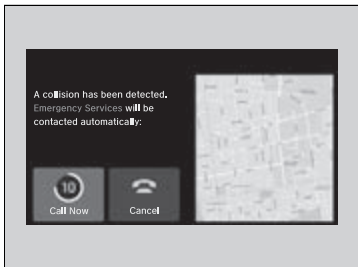 A collision has been detected.
Emergency Services will be
contacted automatically:
10
Call Now
Cancel